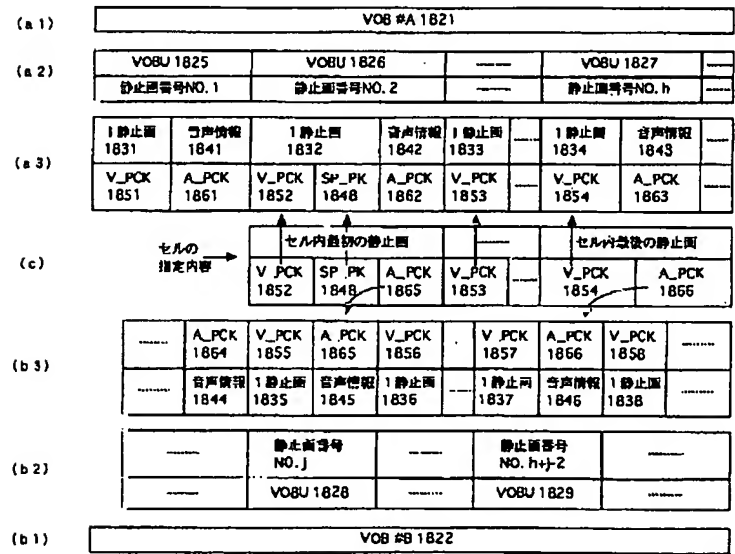 (a1) VOB #A 1821
(a2) VOBU 1825 VOBU 1826 ------ VOBU 1827 ------
静止画番号NO. 1 静止画番号NO. 2 ------ 静止画番号NO. h ------
(a3) 1静止画 音声情報 1静止画 音声情報 1静止画 ------ 1静止画 音声情報 ------
1831 1841 1832 1842 1833 1834 1843
V_PCK A_PCK V_PCK SP_PK A_PCK V_PCK ------ V_PCK A_PCK ------
1851 1861 1852 1848 1862 1853 1854 1863
(c) セルの指定内容 セル内最初の静止画 ------ セル内最後の静止画
V_PCK SP_PK A_PCK V_PCK ------ V_PCK A_PCK
1852 1848 1865 1853 1854 1866
(b3) ------ A_PCK V_PCK A_PCK V_PCK V_PCK A_PCK V_PCK ------
1864 1855 1865 1856 1857 1866 1858
------ 音声情報 1静止画 音声情報 1静止画 ------ 1静止画 音声情報 1静止画 ------
1844 1835 1845 1836 1837 1846 1838
(b2) ------ 静止画番号 ------ 静止画番号 ------
NO. j NO. h+j-2
------ VOBU 1828 ------ VOBU 1829 ------
(b1) VOB #B 1822